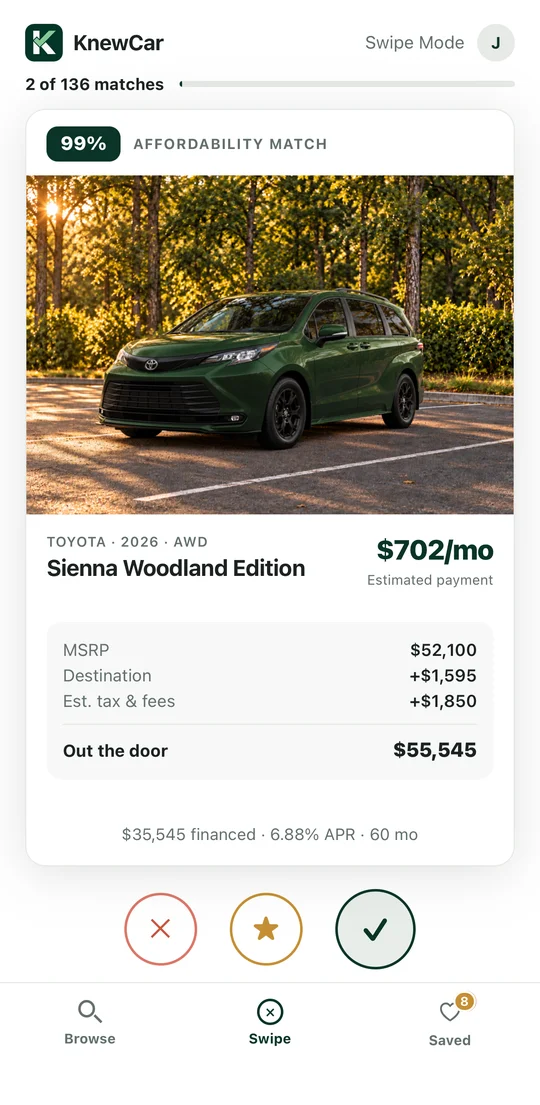 KnewCar
Swipe Mode
J
2 of 136 matches
99%
AFFORDABILITY MATCH
TOYOTA · 2026 · AWD
Sienna Woodland Edition
$702/mo
Estimated payment
MSRP $52,100
Destination +$1,595
Est. tax & fees +$1,850
Out the door $55,545
$35,545 financed · 6.88% APR · 60 mo
Browse
Swipe
8
Saved